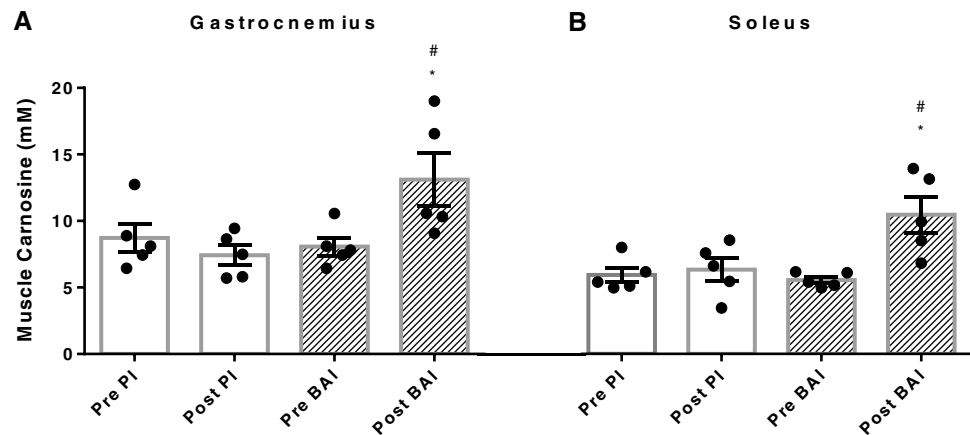 A
Gastrocnemius
B
Soleus
#
*
#
*
Muscle Carnosine (mM)
20
15
10
5
0
Pre Pl
Post Pl
Pre BAl
Post BAl
Pre Pl
Post Pl
Pre BAl
Post BAl